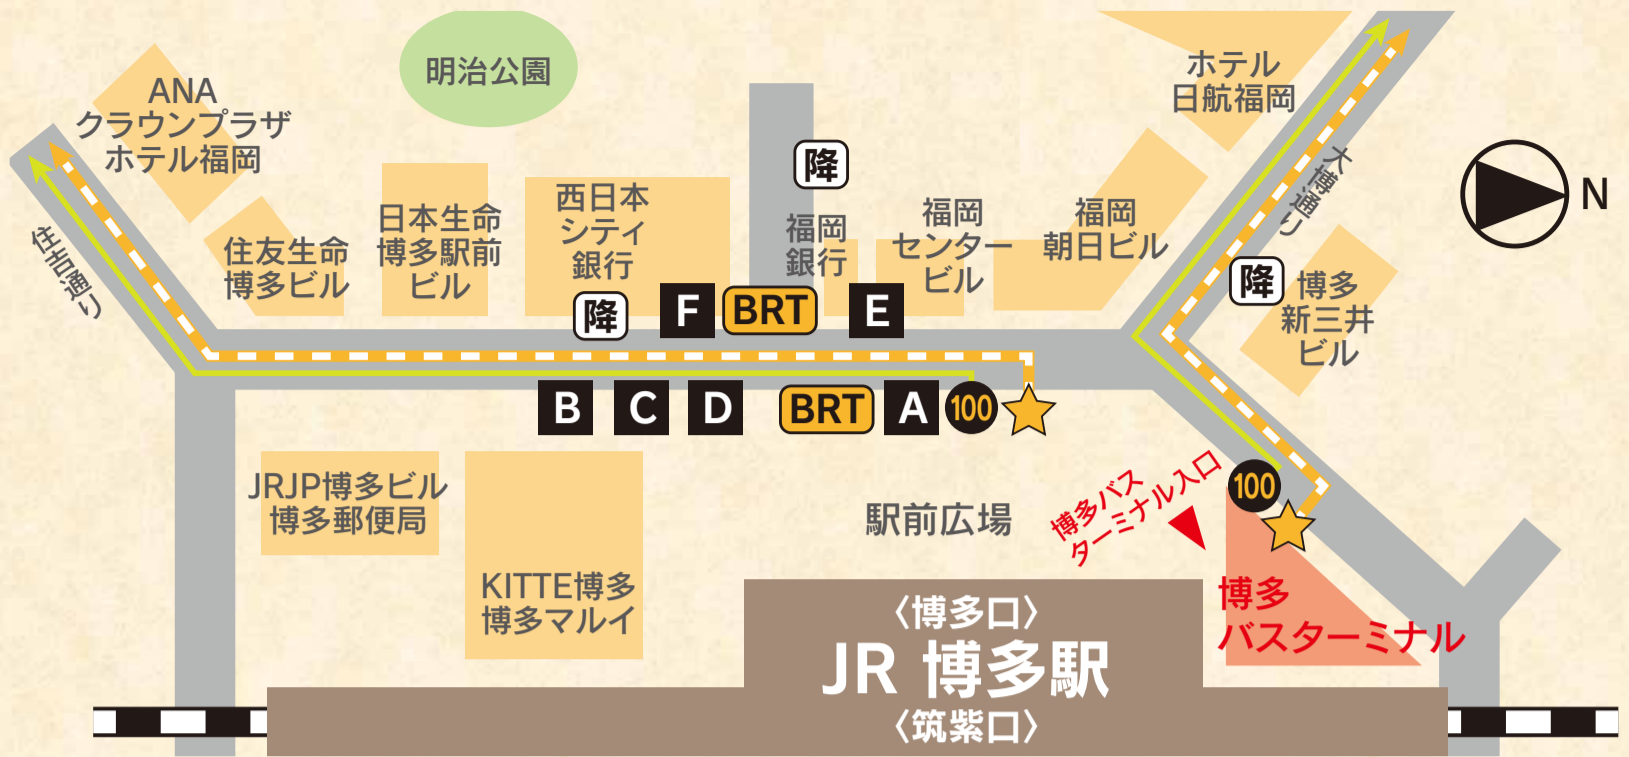 明治公園
ANA
クラウンプラザ
ホテル福岡
ホテル
日航福岡
大博通り
N
住吉通り
住友生命
博多ビル
日本生命
博多駅前
ビル
西日本
シティ
銀行
降
福岡
銀行
福岡
センター
ビル
福岡
朝日ビル
降
博多
新三井
ビル
降
F
BRT
E
B
C
D
BRT
A
100
JRJP博多ビル
博多郵便局
KITTE博多
博多マルイ
駅前広場
博多バス
ターミナル入口
100
博多
バスターミナル
〈博多口〉
JR 博多駅
〈筑紫口〉